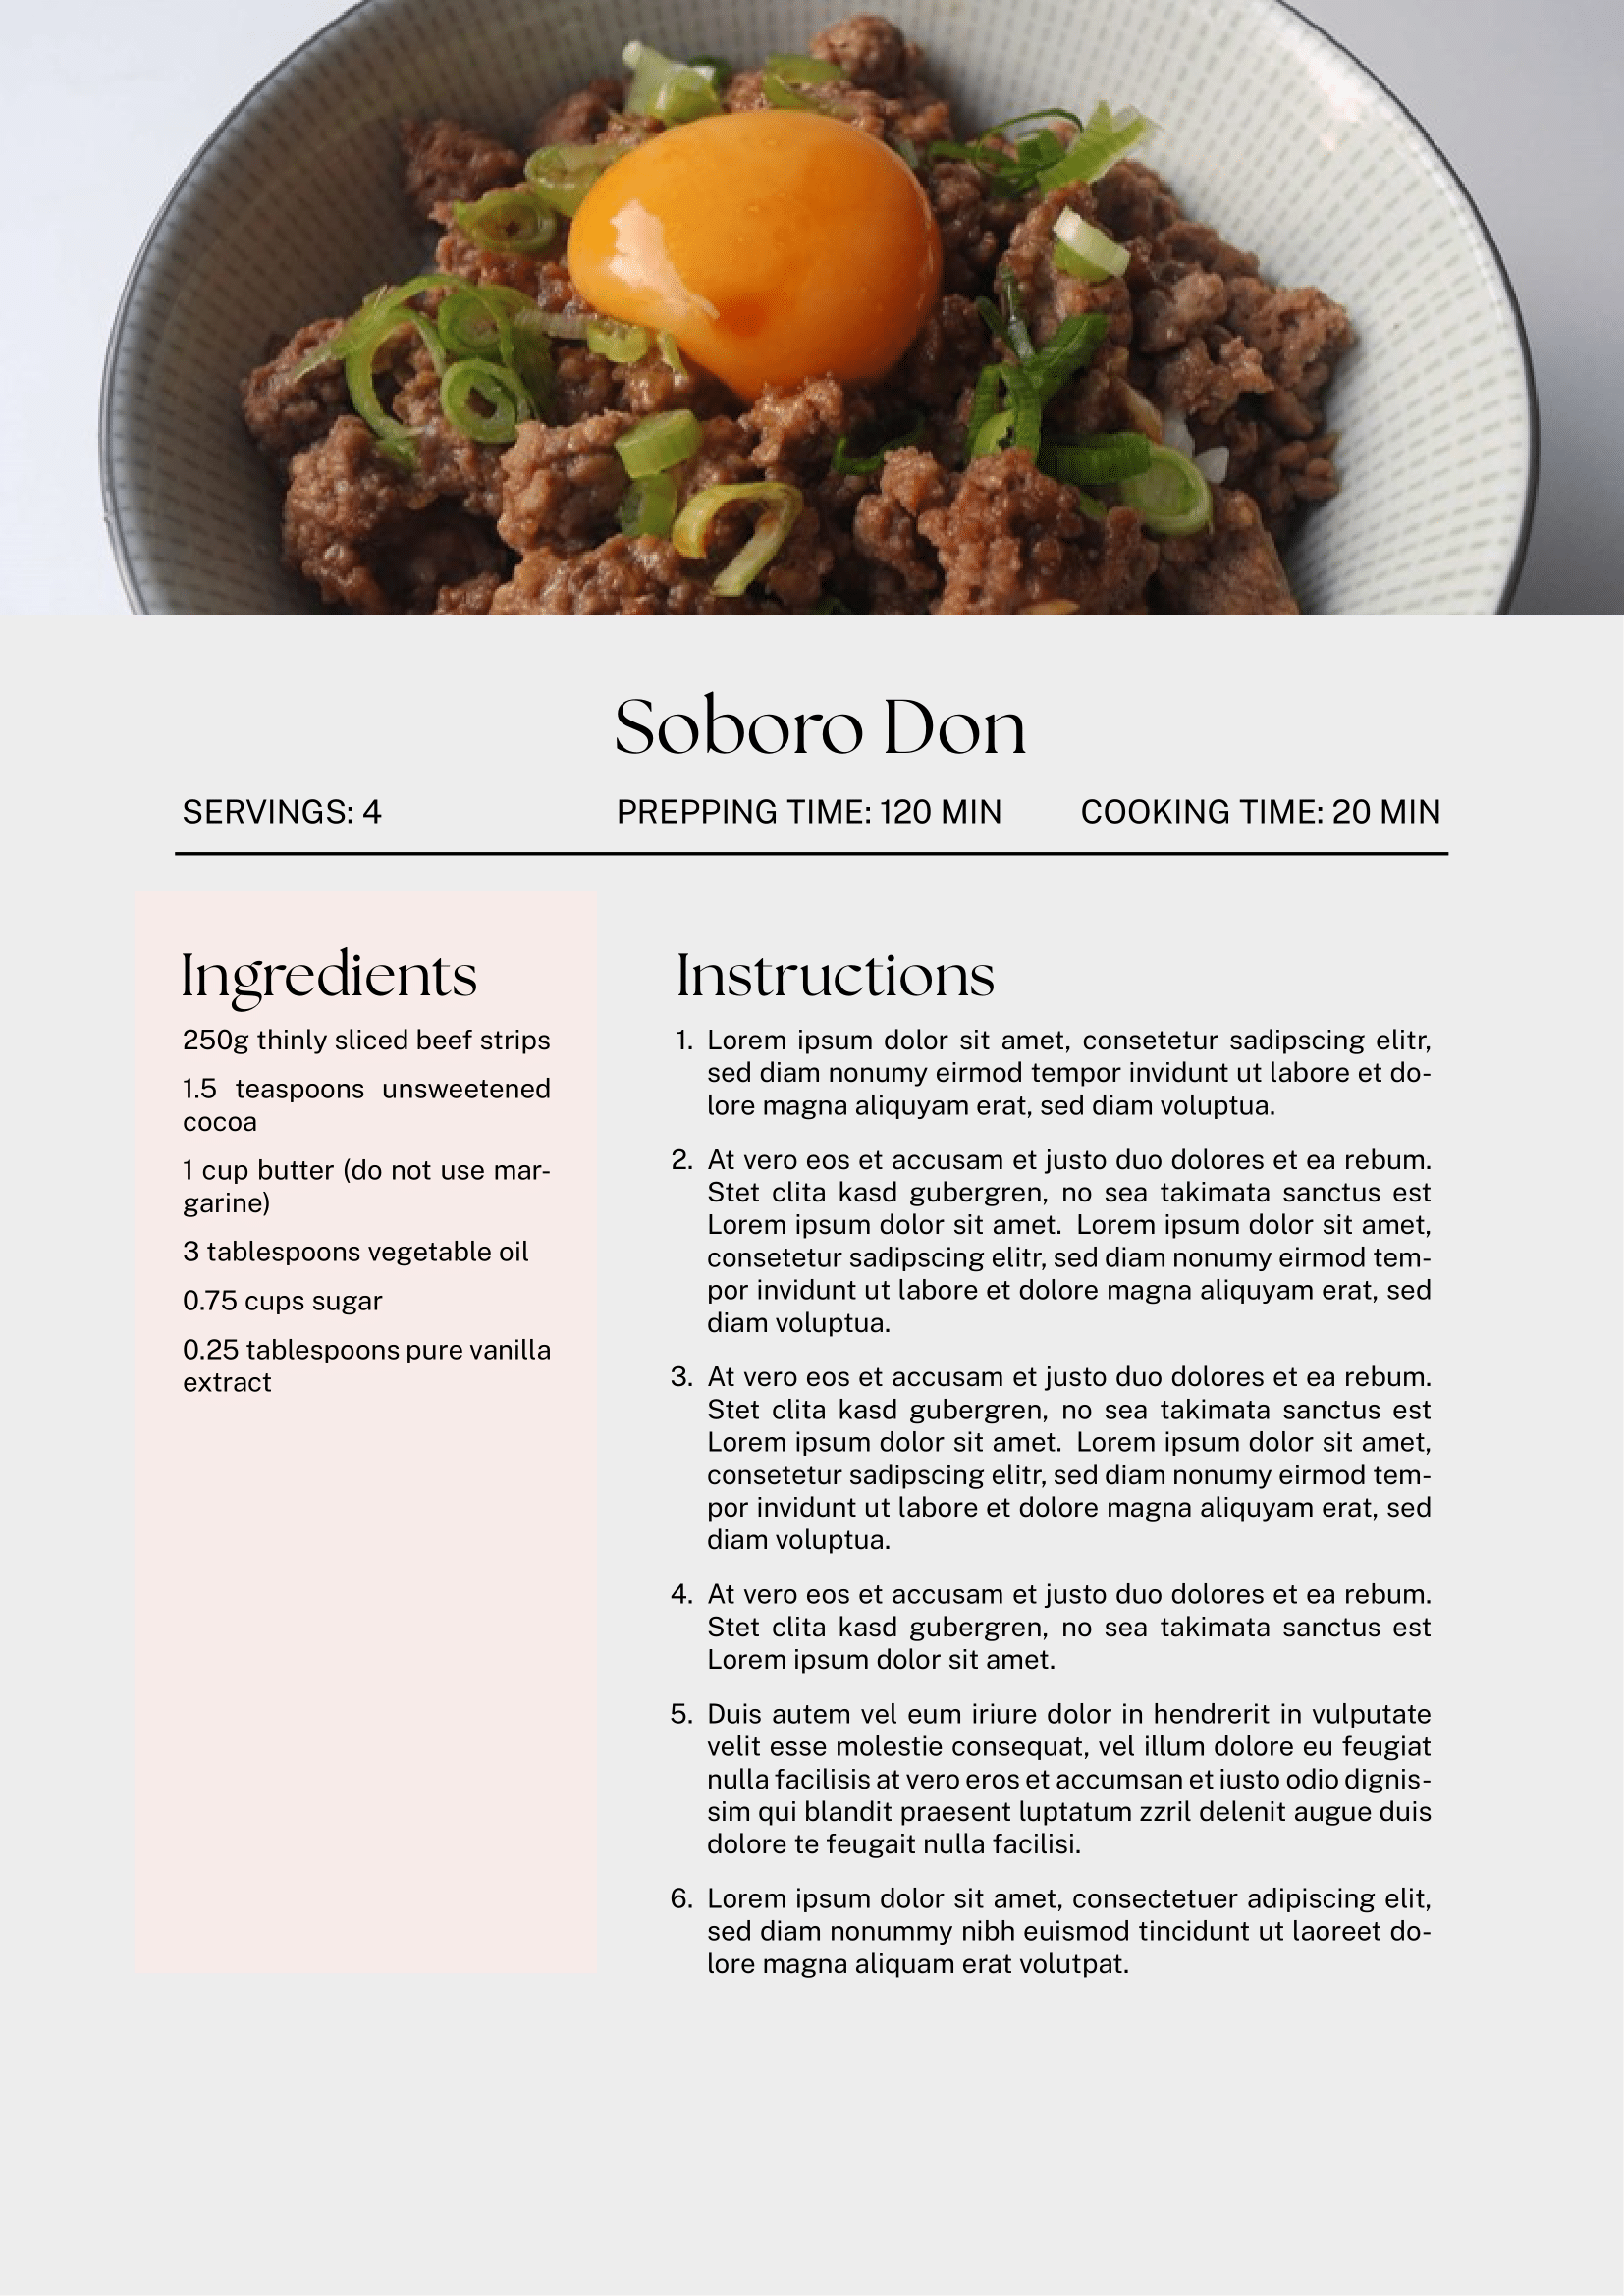 Soboro Don
SERVINGS: 4 PREPPING TIME: 120 MIN COOKING TIME: 20 MIN
Ingredients
250g thinly sliced beef strips
1.5 teaspoons unsweetened
cocoa
1 cup butter (do not use mar-
garine)
3 tablespoons vegetable oil
0.75 cups sugar
0.25 tablespoons pure vanilla
extract
Instructions
1. Lorem ipsum dolor sit amet, consetetur sadipscing elitr,
sed diam nonumy eirmod tempor invidunt ut labore et do-
lore magna aliquyam erat, sed diam voluptua.
2. At vero eos et accusam et justo duo dolores et ea rebum.
Stet clita kasd gubergren, no sea takimata sanctus est
Lorem ipsum dolor sit amet. Lorem ipsum dolor sit amet,
consetetur sadipscing elitr, sed diam nonumy eirmod tem-
por invidunt ut labore et dolore magna aliquyam erat, sed
diam voluptua.
3. At vero eos et accusam et justo duo dolores et ea rebum.
Stet clita kasd gubergren, no sea takimata sanctus est
Lorem ipsum dolor sit amet. Lorem ipsum dolor sit amet,
consetetur sadipscing elitr, sed diam nonumy eirmod tem-
por invidunt ut labore et dolore magna aliquyam erat, sed
diam voluptua.
4. At vero eos et accusam et justo duo dolores et ea rebum.
Stet clita kasd gubergren, no sea takimata sanctus est
Lorem ipsum dolor sit amet.
5. Duis autem vel eum iriure dolor in hendrerit in vulputate
velit esse molestie consequat, vel illum dolore eu feugiat
nulla facilisis at vero eros et accumsan et iusto odio dignis-
sim qui blandit praesent luptatum zzril delenit augue duis
dolore te feugait nulla facilisi.
6. Lorem ipsum dolor sit amet, consectetuer adipiscing elit,
sed diam nonummy nibh euismod tincidunt ut laoreet do-
lore magna aliquam erat volutpat.